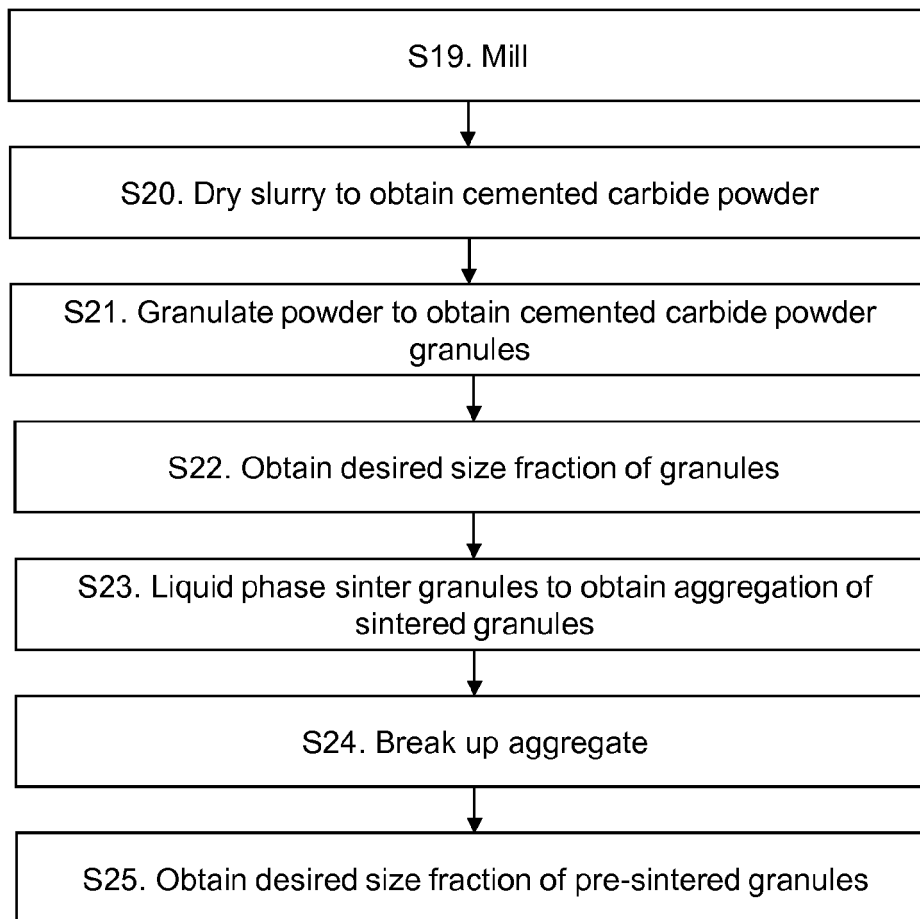 S19. Mill
S20. Dry slurry to obtain cemented carbide powder
S21. Granulate powder to obtain cemented carbide powder
granules
S22. Obtain desired size fraction of granules
S23. Liquid phase sinter granules to obtain aggregation of
sintered granules
S24. Break up aggregate
S25. Obtain desired size fraction of pre-sintered granules